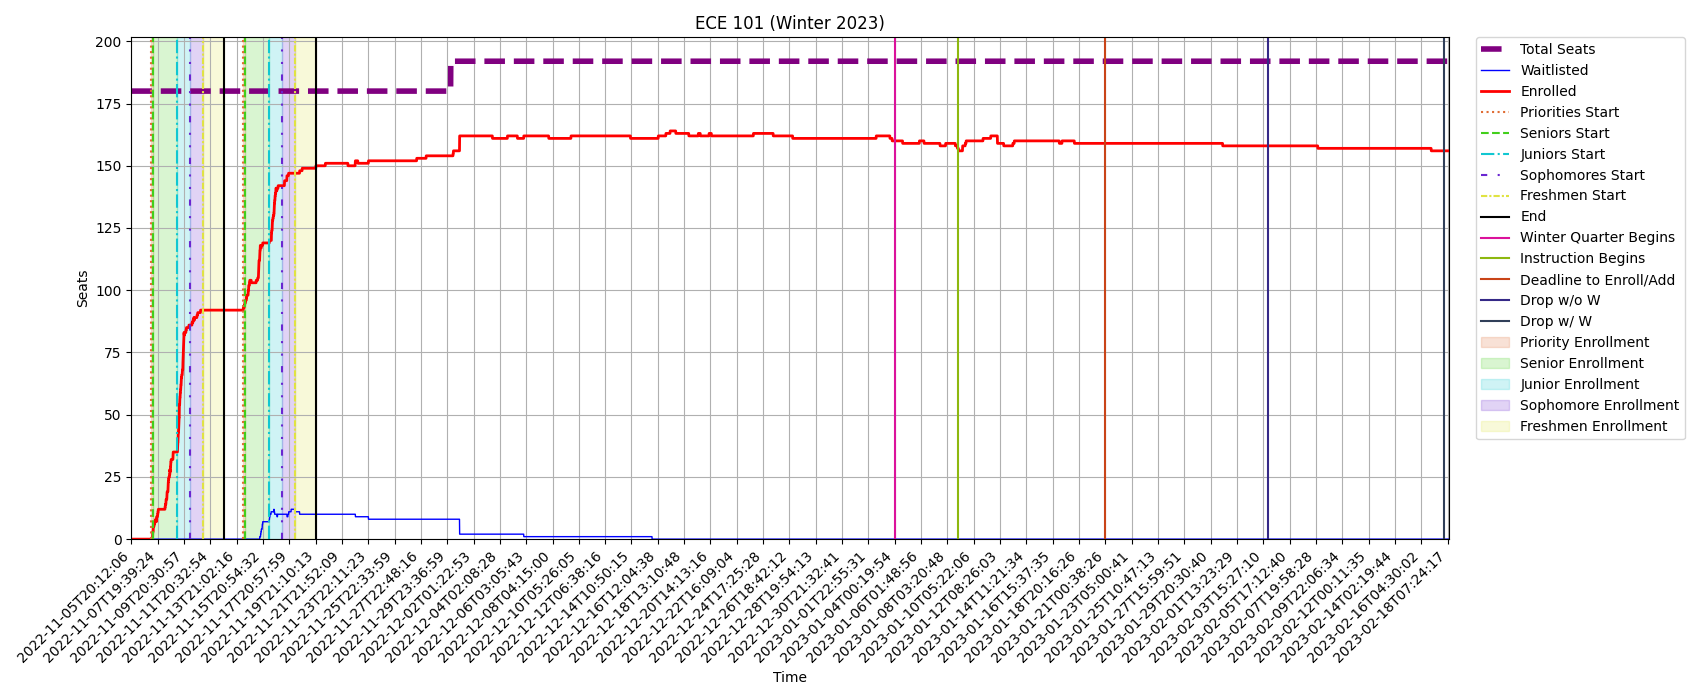 ECE 101 (Winter 2023)
Seats
200
175
150
125
100
75
50
25
0
2022-11-05T20:12:06
2022-11-07T19:39:24
2022-11-09T20:30:57
2022-11-11T20:32:54
2022-11-13T21:02:16
2022-11-15T20:54:32
2022-11-17T20:57:59
2022-11-19T21:10:13
2022-11-21T21:52:09
2022-11-23T22:11:23
2022-11-25T22:33:59
2022-11-27T22:48:16
2022-11-29T23:36:59
2022-12-02T01:22:53
2022-12-04T02:08:28
2022-12-06T03:05:43
2022-12-08T04:15:00
2022-12-10T05:26:05
2022-12-12T06:38:16
2022-12-14T10:50:15
2022-12-16T12:04:38
2022-12-18T13:10:48
2022-12-20T14:13:16
2022-12-22T16:09:04
2022-12-24T17:25:28
2022-12-26T18:42:12
2022-12-28T19:54:13
2022-12-30T21:32:41
2023-01-01T22:55:31
2023-01-04T00:19:54
2023-01-06T01:48:56
2023-01-08T03:20:48
2023-01-10T05:22:06
2023-01-12T08:26:03
2023-01-14T11:21:34
2023-01-16T15:37:35
2023-01-18T20:16:26
2023-01-21T00:38:26
2023-01-23T05:00:41
2023-01-25T10:47:13
2023-01-27T15:59:51
2023-01-29T20:30:40
2023-02-01T13:23:29
2023-02-03T15:27:10
2023-02-05T17:12:40
2023-02-07T19:58:28
2023-02-09T22:06:34
2023-02-12T00:11:35
2023-02-14T02:19:44
2023-02-16T04:30:02
2023-02-18T07:24:17
Time
Total Seats
Waitlisted
Enrolled
Priorities Start
Seniors Start
Juniors Start
Sophomores Start
Freshmen Start
End
Winter Quarter Begins
Instruction Begins
Deadline to Enroll/Add
Drop w/o W
Drop w/ W
Priority Enrollment
Senior Enrollment
Junior Enrollment
Sophomore Enrollment
Freshmen Enrollment